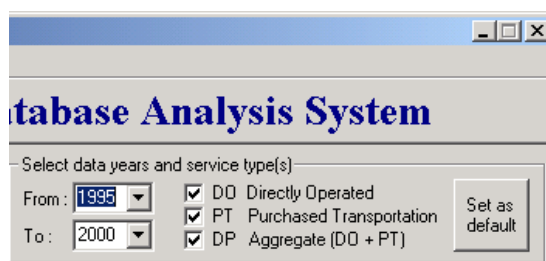 Database Analysis System
Select data years and service type(s)
From : 1995
DO Directly Operated
PT Purchased Transportation
Set as default
To : 2000
DP Aggregate (DO + PT)